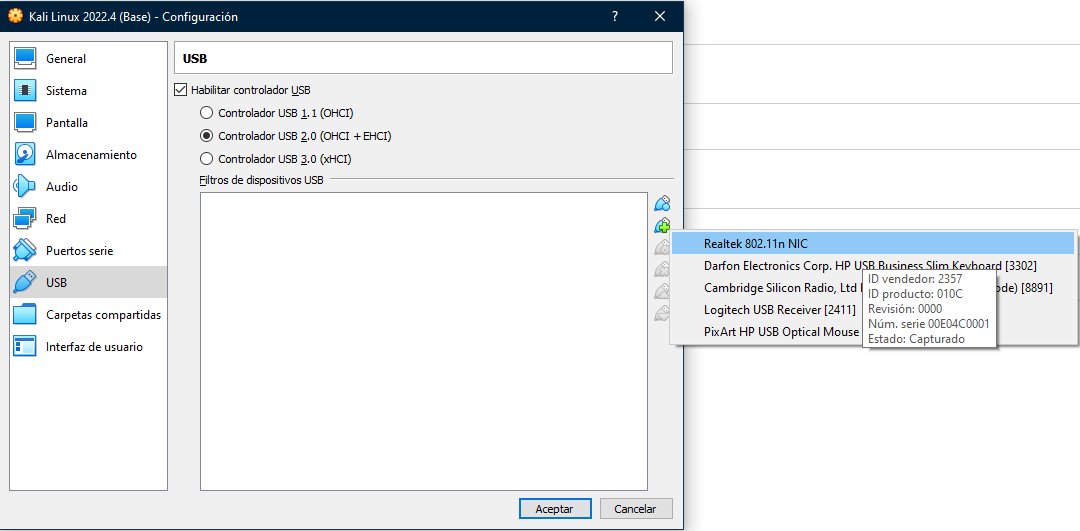 Kali Linux 2022.4 (Base) - Configuración
?
General
Sistema
Pantalla
Almacenamiento
Audio
Red
Puertos serie
USB
Carpetas compartidas
Interfaz de usuario
USB
Habilitar controlador USB
Controlador USB 1.1 (OHCI)
Controlador USB 2.0 (OHCI + EHCI)
Controlador USB 3.0 (xHCI)
Filtros de dispositivos USB
Realtek 802.11n NIC
Darfon Electronics Corp. HP USB Business Slim Keyboard [3302]
Cambridge Silicon Radio, Ltd ode) [8891]
Logitech USB Receiver [2411]
PixArt HP USB Optical Mouse
ID vendedor: 2357
ID producto: 010C
Revisión: 0000
Núm. serie 00E04C0001
Estado: Capturado
Aceptar
Cancelar